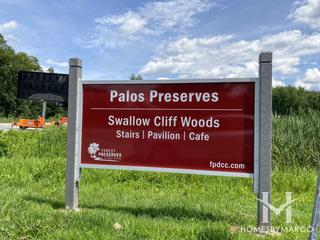 Palos Preserves
Swallow Cliff Woods
Stairs | Pavilion | Cafe
FOREST
PRESERVES
fpdcc.com
HOMESBYMARCO